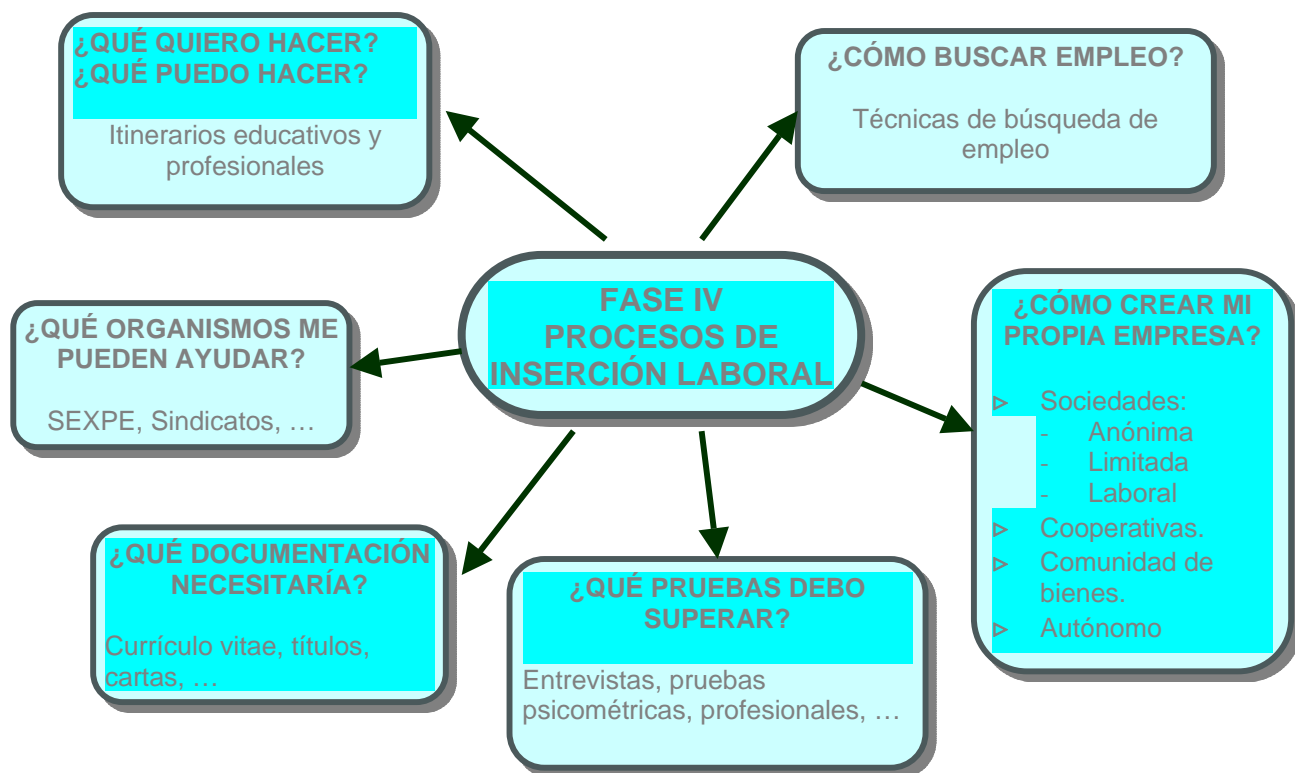 ¿QUÉ QUIERO HACER?
¿QUÉ PUEDO HACER?
Itinerarios educativos y
profesionales
¿CÓMO BUSCAR EMPLEO?
Técnicas de búsqueda de
empleo
FASE IV
PROCESOS DE
INSERCIÓN LABORAL
¿QUÉ ORGANISMOS ME
PUEDEN AYUDAR?
SEXPE, Sindicatos, …
¿CÓMO CREAR MI
PROPIA EMPRESA?
Sociedades:
- Anónima
- Limitada
- Laboral
Cooperativas.
Comunidad de
bienes.
Autónomo
¿QUÉ DOCUMENTACIÓN
NECESITARÍA?
Currículo vitae, títulos,
cartas, …
¿QUÉ PRUEBAS DEBO
SUPERAR?
Entrevistas, pruebas
psicométricas, profesionales, …